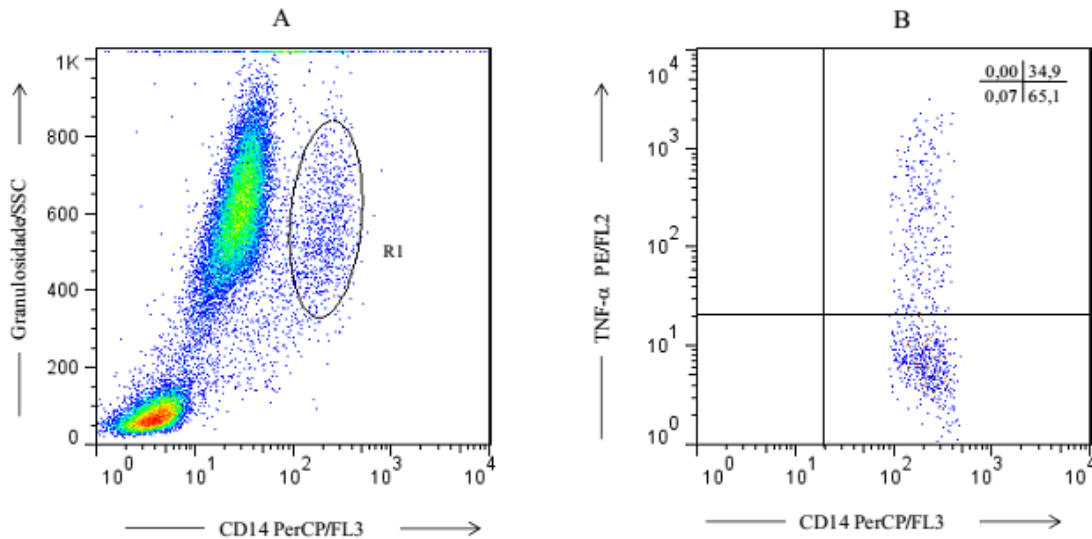 A
Granulosidade/SSC
1K
800
600
400
200
0
R1
10^0 10^1 10^2 10^3 10^4
CD14 PerCP/FL3
B
TNF-α PE/FL2
10^4
10^3
10^2
10^1
10^0
0,00 34,9
0,07 65,1
10^0 10^1 10^2 10^3 10^4
CD14 PerCP/FL3